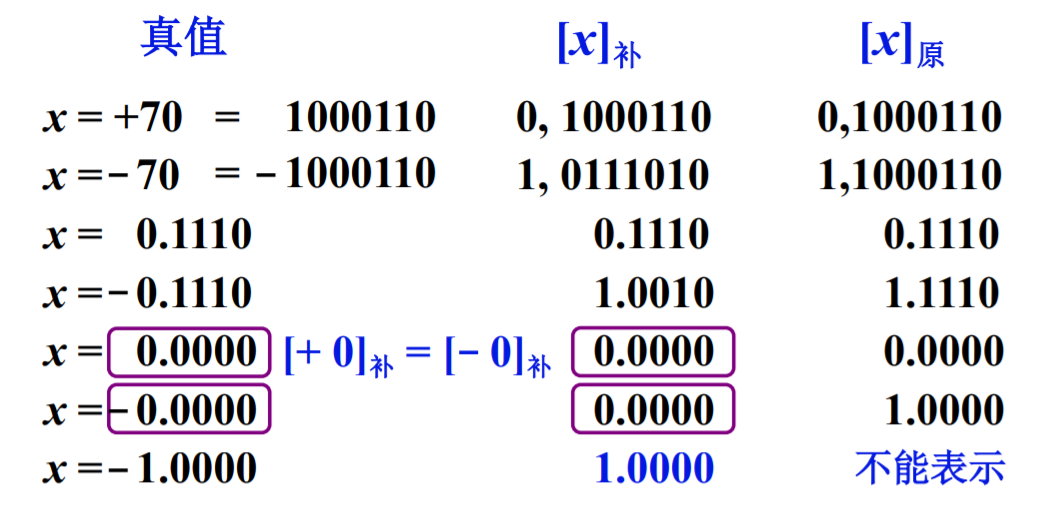 真值 [x]补 [x]原
x = +70 = 1000110 0, 1000110 0,1000110
x =− 70 = − 1000110 1, 0111010 1,1000110
x = 0.1110 0.1110 0.1110
x =− 0.1110 1.0010 1.1110
x = 0.0000 [+ 0]补 = [− 0]补 0.0000 0.0000
x =− 0.0000 0.0000 1.0000
x =− 1.0000 1.0000 不能表示